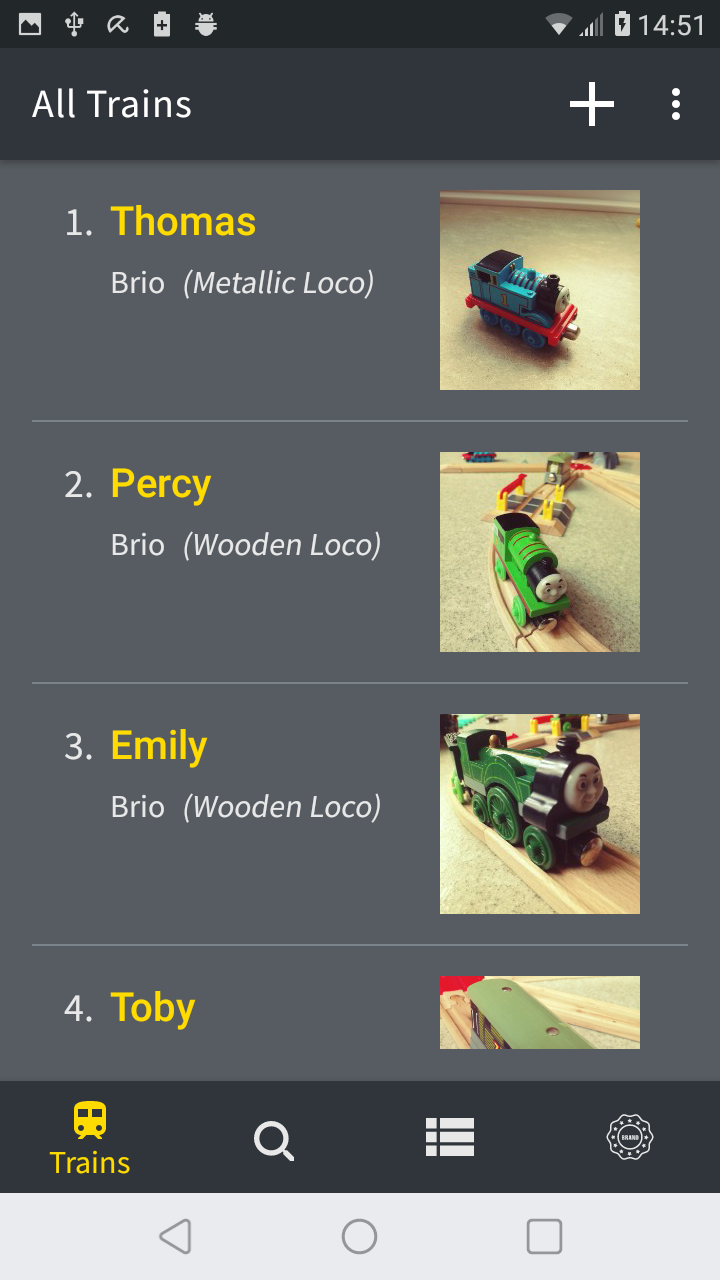 14:51
All Trains
1. Thomas
Brio (Metallic Loco)
2. Percy
Brio (Wooden Loco)
3. Emily
Brio (Wooden Loco)
4. Toby
BRAND
Trains